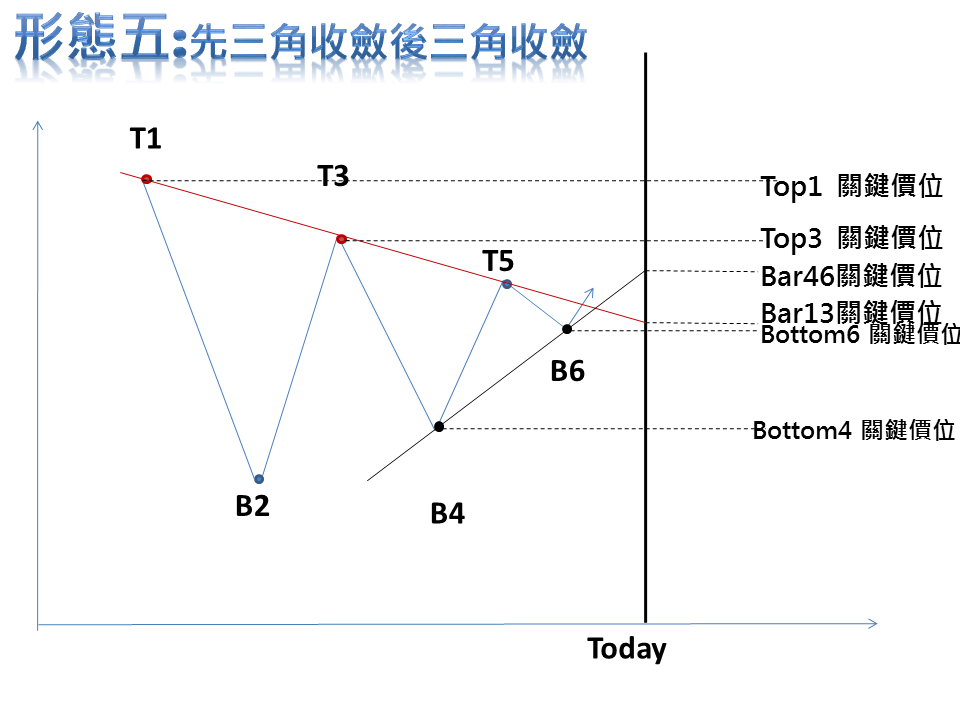 形態五:先三角收斂後三角收斂
T1
T3
Top1 關鍵價位
Top3 關鍵價位
T5
Bar46關鍵價位
Bar13關鍵價位
Bottom6 關鍵價位
B6
Bottom4 關鍵價位
B2
B4
Today